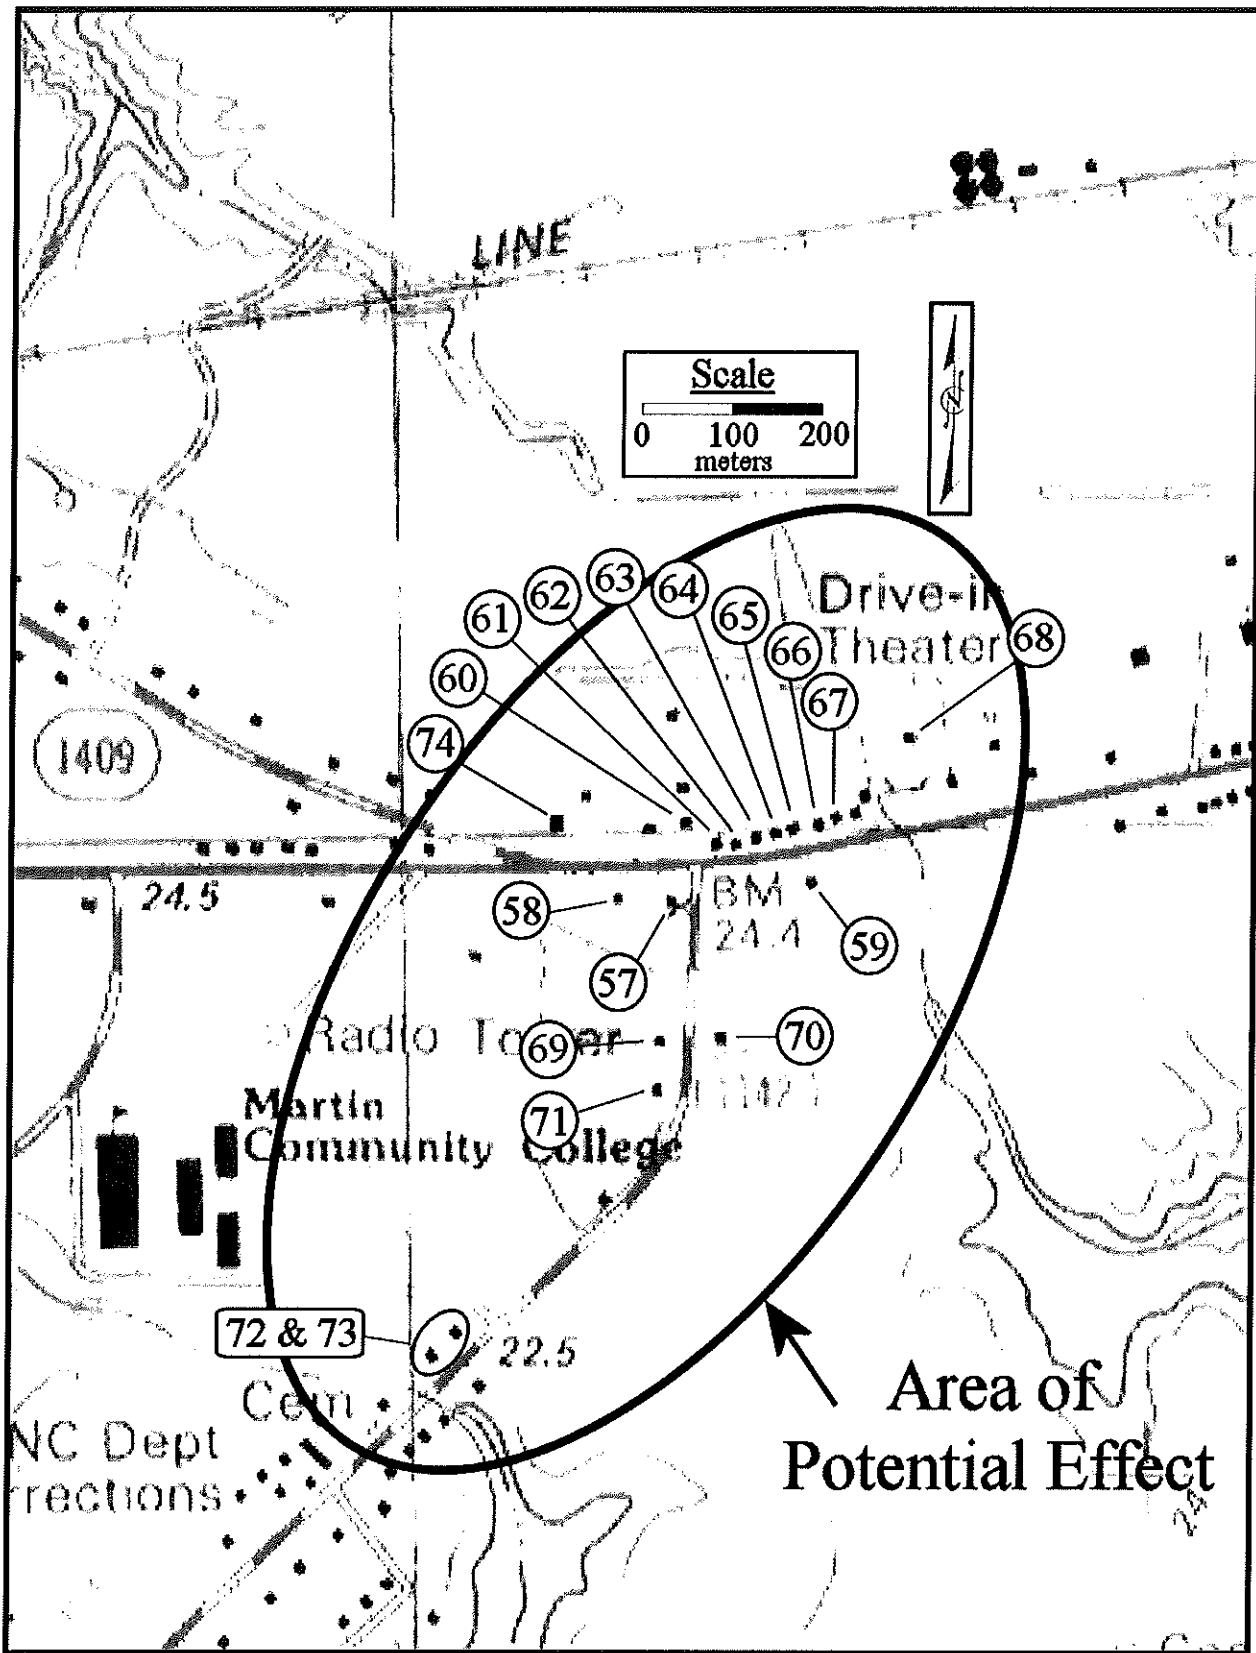 LINE
Scale
0 100 200
meters
N
Drive-in
Theater
63
64
62
65
61
68
66
60
67
74
1409
24.5
58
BM
24.4
59
57
Radio Tower
69
70
71
Martin
Community College
72 & 73
22.5
Cem
NC Dept
rrections
Area of
Potential Effect
24